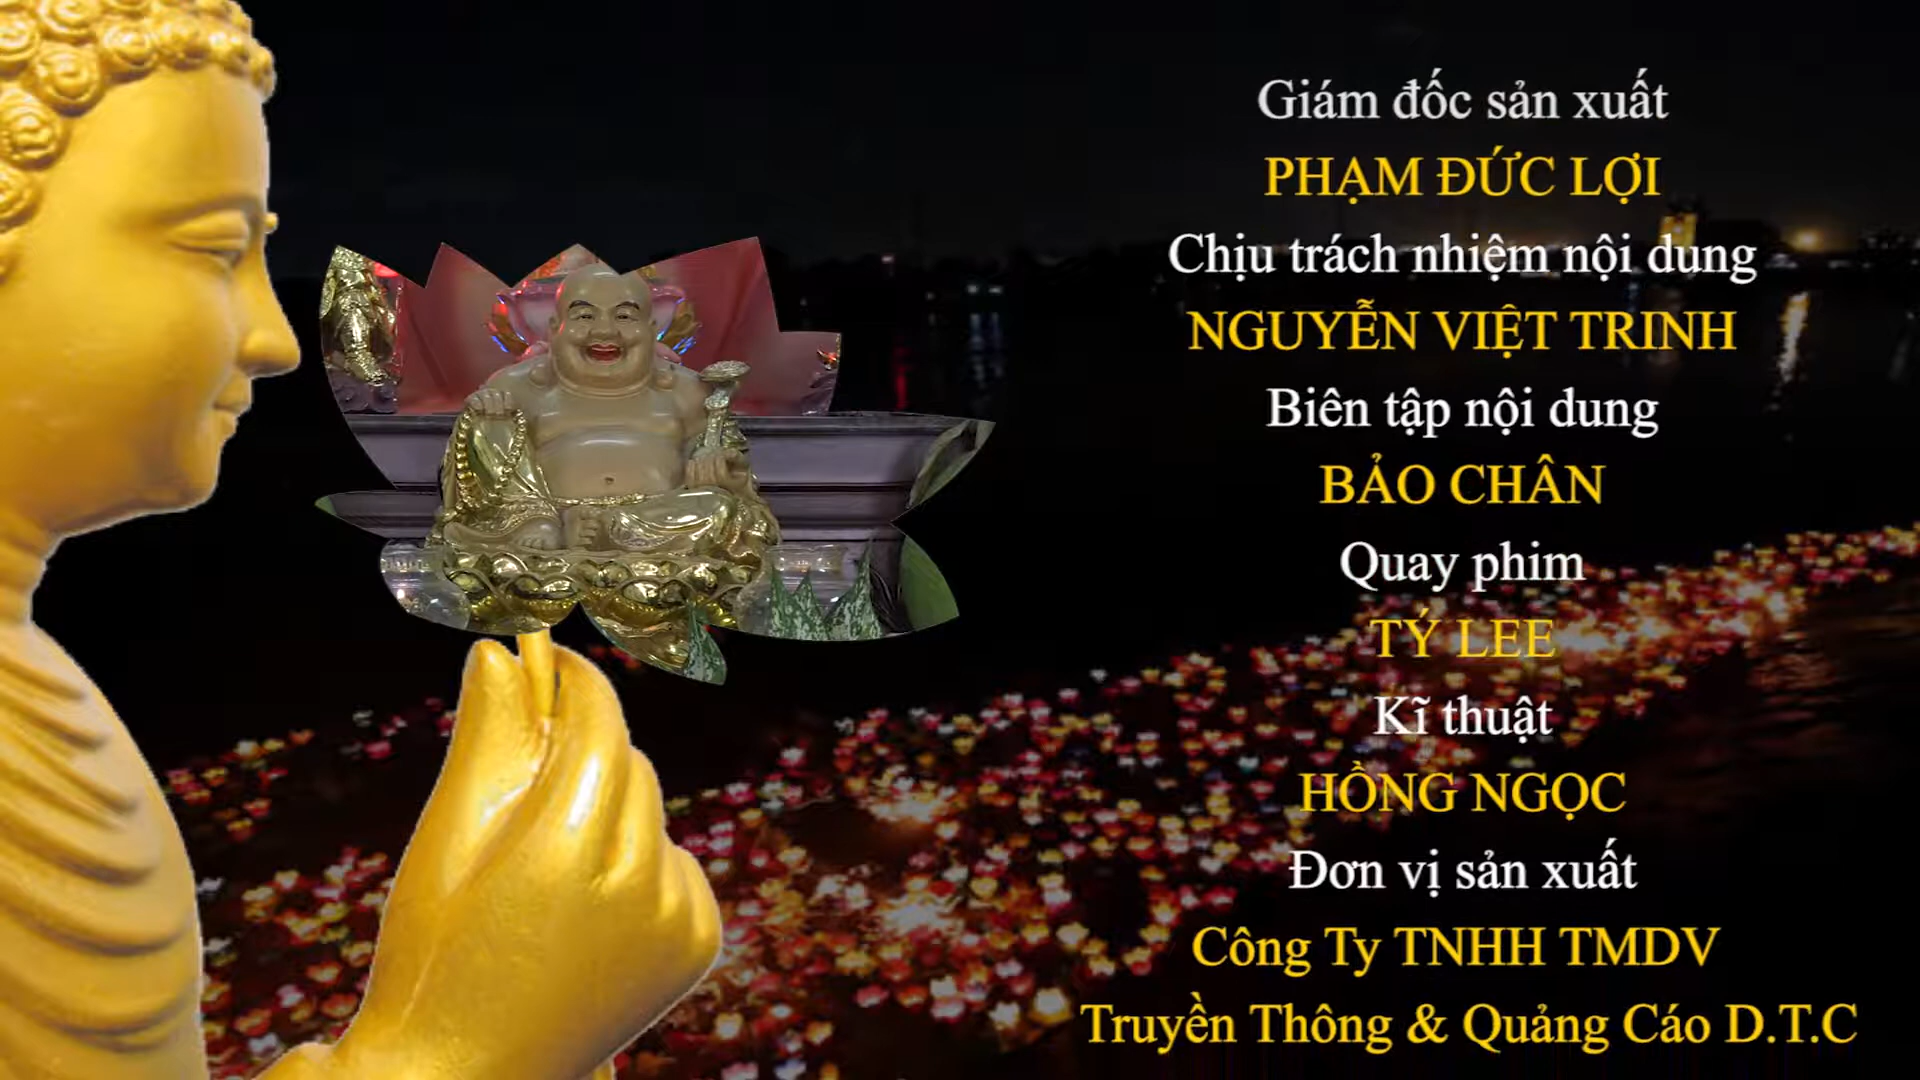 Giám đốc sản xuất
PHẠM ĐỨC LỢI
Chịu trách nhiệm nội dung
NGUYỄN VIỆT TRINH
Biên tập nội dung
BẢO CHÂN
Quay phim
TÝ LEE
Kĩ thuật
HỒNG NGỌC
Đơn vị sản xuất
Công Ty TNHH TMDV
Truyền Thông & Quảng Cáo D.T.C